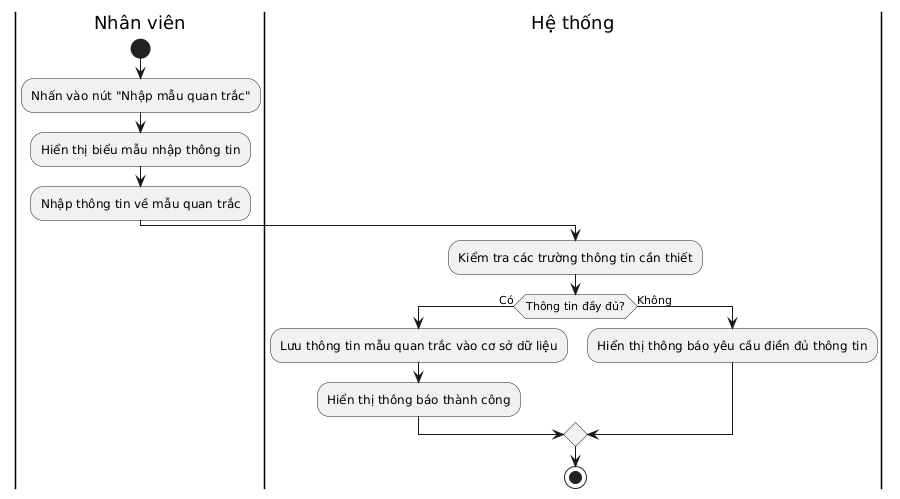 Nhân viên
Hệ thống
Nhấn vào nút "Nhập mẫu quan trắc"
Hiển thị biểu mẫu nhập thông tin
Nhập thông tin về mẫu quan trắc
Kiểm tra các trường thông tin cần thiết
Có
Thông tin đầy đủ?
Không
Lưu thông tin mẫu quan trắc vào cơ sở dữ liệu
Hiển thị thông báo yêu cầu điền đủ thông tin
Hiển thị thông báo thành công